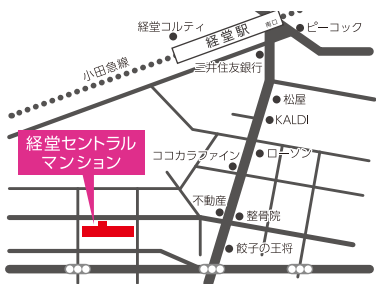 経堂コルティ
経堂駅
南口
ピーコック
小田急線
三井住友銀行
松屋
KALDI
経堂セントラル
マンション
ココカラファイン
ローソン
不動産
整骨院
餃子の王将